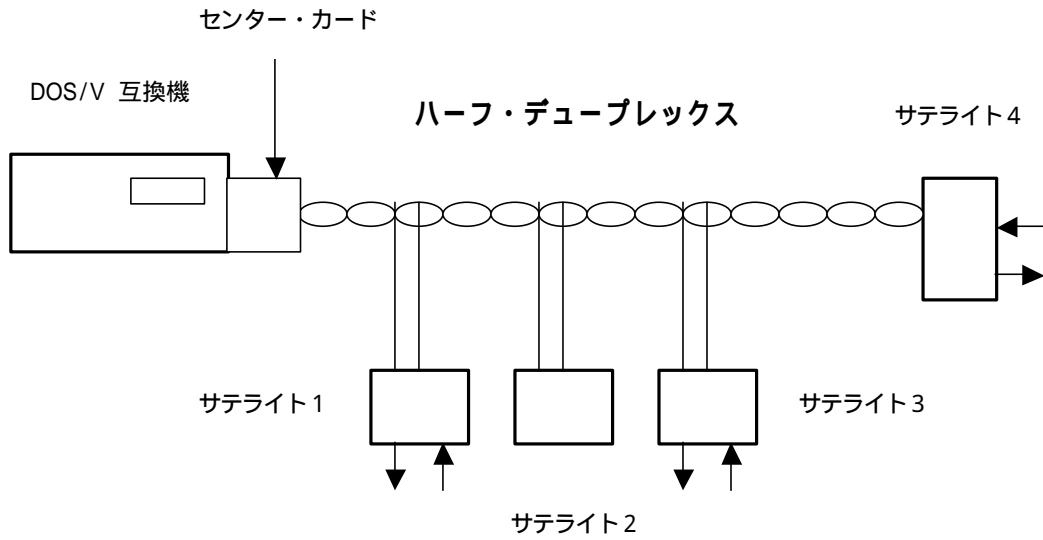 センター・カード
DOS/V 互換機
ハーフ・デュープレックス
サテライト4
サテライト1
サテライト3
サテライト2